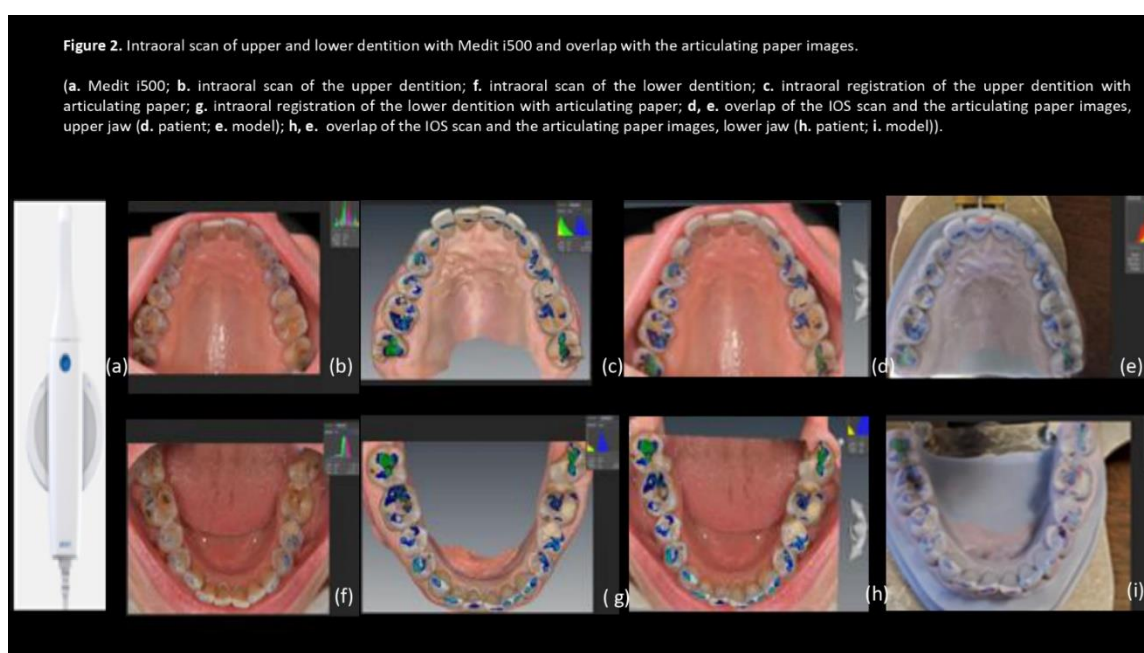 Figure 2. Intraoral scan of upper and lower dentition with Medit i500 and overlap with the articulating paper images.
(a. Medit i500; b. intraoral scan of the upper dentition; f. intraoral scan of the lower dentition; c. intraoral registration of the upper dentition with
articulating paper; g. intraoral registration of the lower dentition with articulating paper; d, e. overlap of the IOS scan and the articulating paper images,
upper jaw (d. patient; e. model); h, e. overlap of the IOS scan and the articulating paper images, lower jaw (h. patient; i. model)).
(a)
(b)
(c)
(d)
(e)
(f)
( g)
(h)
(i)